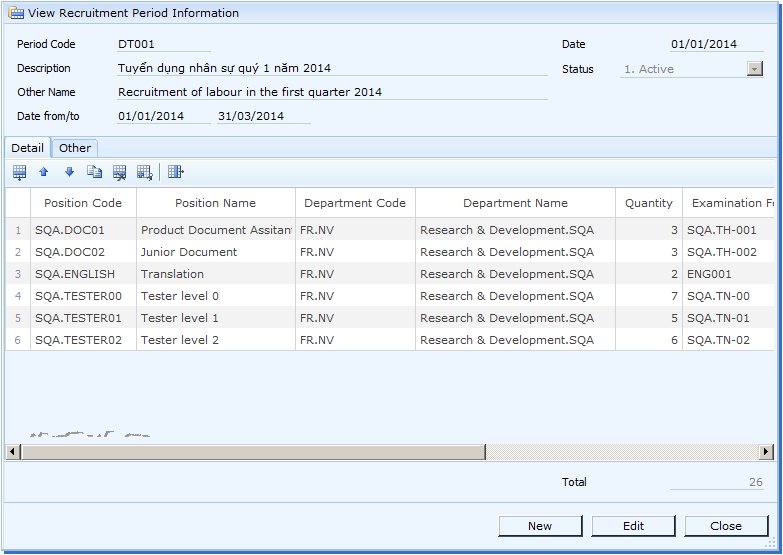 View Recruitment Period Information
Period Code DT001 Date 01/01/2014
Description Tuyển dụng nhân sự quý 1 năm 2014 Status 1. Active
Other Name Recruitment of labour in the first quarter 2014
Date from/to 01/01/2014 31/03/2014
Detail Other
Position Code Position Name Department Code Department Name Quantity Examination Fo
1 SQA.DOC01 Product Document Assitant FR.NV Research & Development.SQA 3 SQA.TH-001
2 SQA.DOC02 Junior Document FR.NV Research & Development.SQA 3 SQA.TH-002
3 SQA.ENGLISH Translation FR.NV Research & Development.SQA 2 ENG001
4 SQA.TESTER00 Tester level 0 FR.NV Research & Development.SQA 7 SQA.TN-00
5 SQA.TESTER01 Tester level 1 FR.NV Research & Development.SQA 5 SQA.TN-01
6 SQA.TESTER02 Tester level 2 FR.NV Research & Development.SQA 6 SQA.TN-02
Total 26
New Edit Close